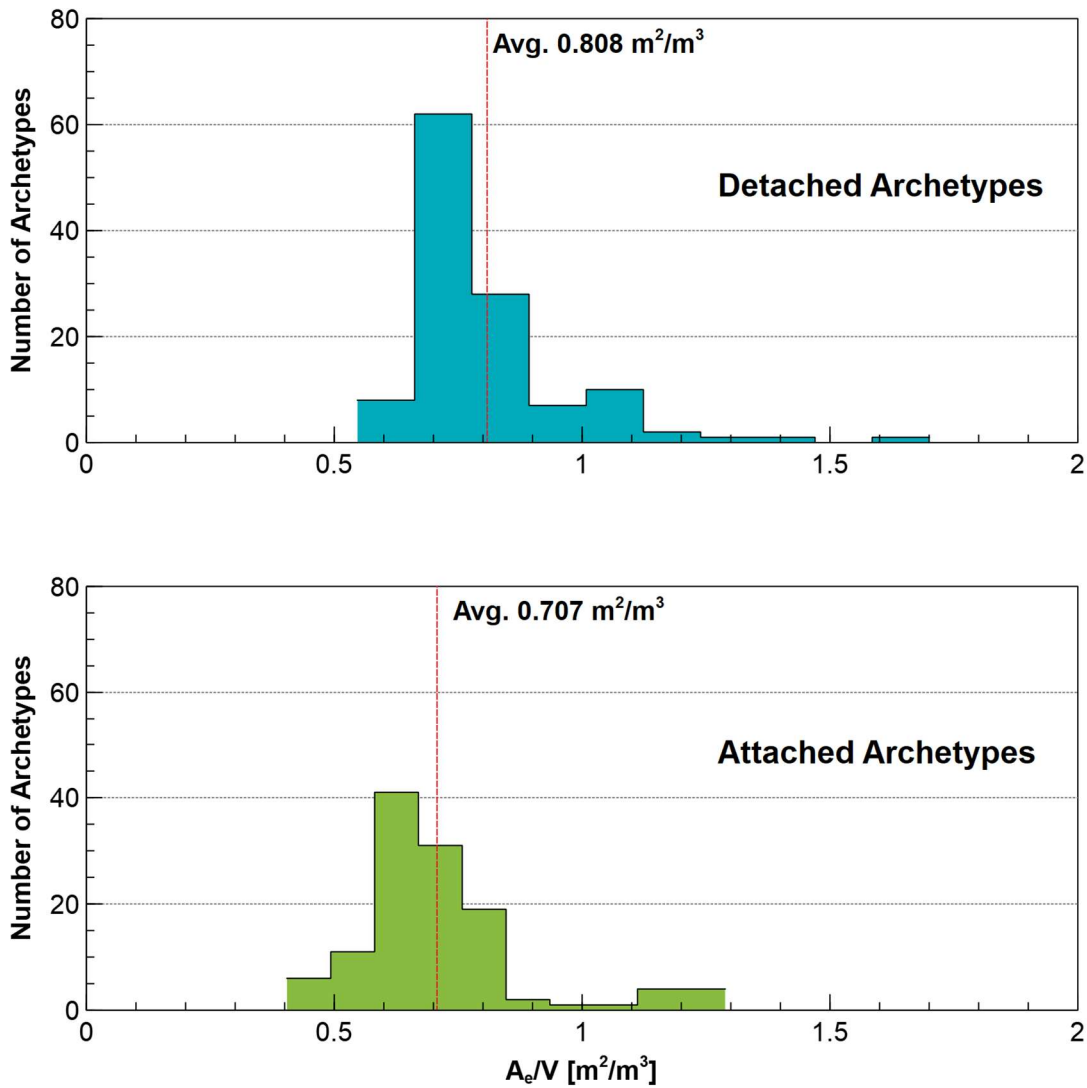 80
Avg. 0.808 m²/m³
60
Detached Archetypes
40
20
0
Number of Archetypes
0 0.5 1 1.5 2
80
Avg. 0.707 m²/m³
60
Attached Archetypes
40
20
0
Number of Archetypes
0 0.5 1 1.5 2
Aₑ/V [m²/m³]